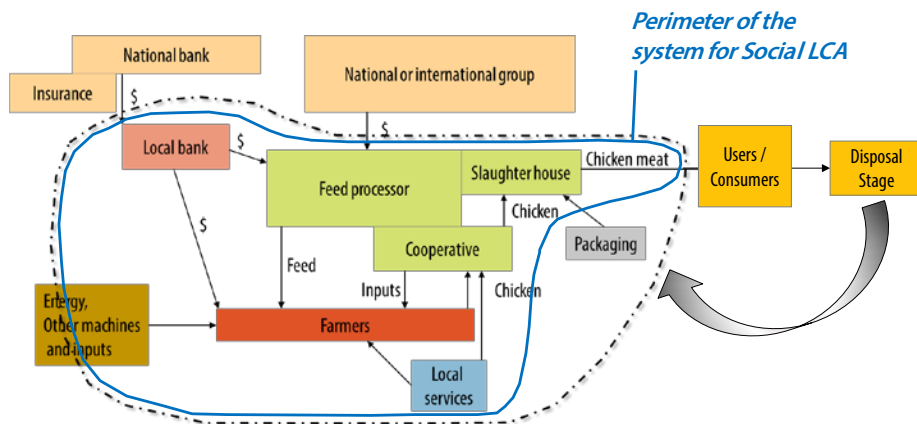 Perimeter of the
system for Social LCA
National bank
Insurance
National or international group
$
$
Local bank
$
Feed processor
Slaughter house
Chicken meat
Users /
Consumers
Disposal
Stage
$
Chicken
Packaging
Cooperative
Feed
Inputs
Chicken
Energy,
Other machines
and inputs
Farmers
Local
services